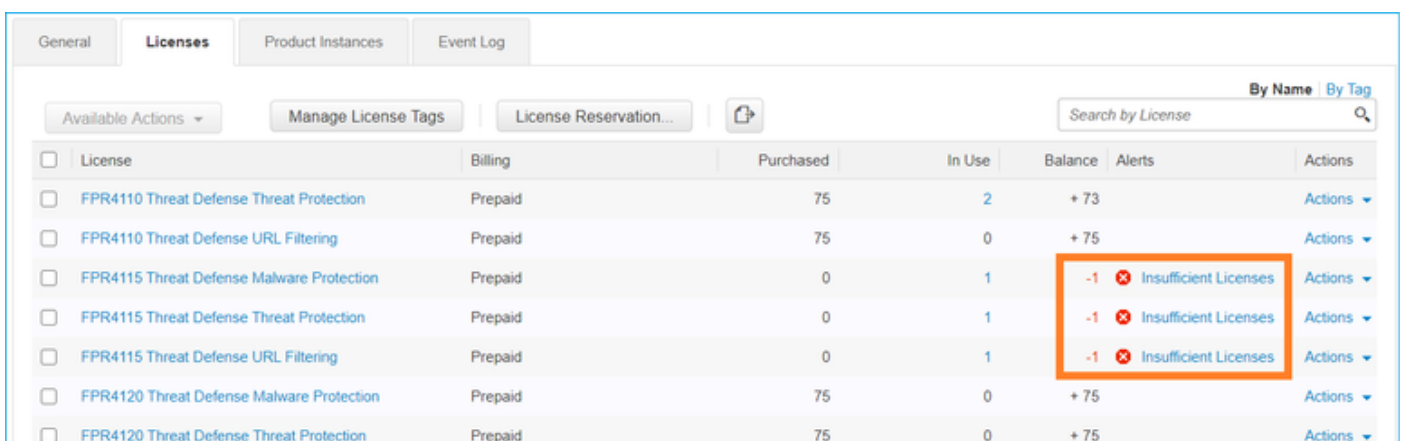 General Licenses Product Instances Event Log
By Name | By Tag
Available Actions Manage License Tags License Reservation... Search by License
License Billing Purchased In Use Balance Alerts Actions
FPR4110 Threat Defense Threat Protection Prepaid 75 2 + 73 Actions
FPR4110 Threat Defense URL Filtering Prepaid 75 0 + 75 Actions
FPR4115 Threat Defense Malware Protection Prepaid 0 1 -1 Insufficient Licenses Actions
FPR4115 Threat Defense Threat Protection Prepaid 0 1 -1 Insufficient Licenses Actions
FPR4115 Threat Defense URL Filtering Prepaid 0 1 -1 Insufficient Licenses Actions
FPR4120 Threat Defense Malware Protection Prepaid 75 0 + 75 Actions
FPR4120 Threat Defense Threat Protection Prepaid 75 0 + 75 Actions